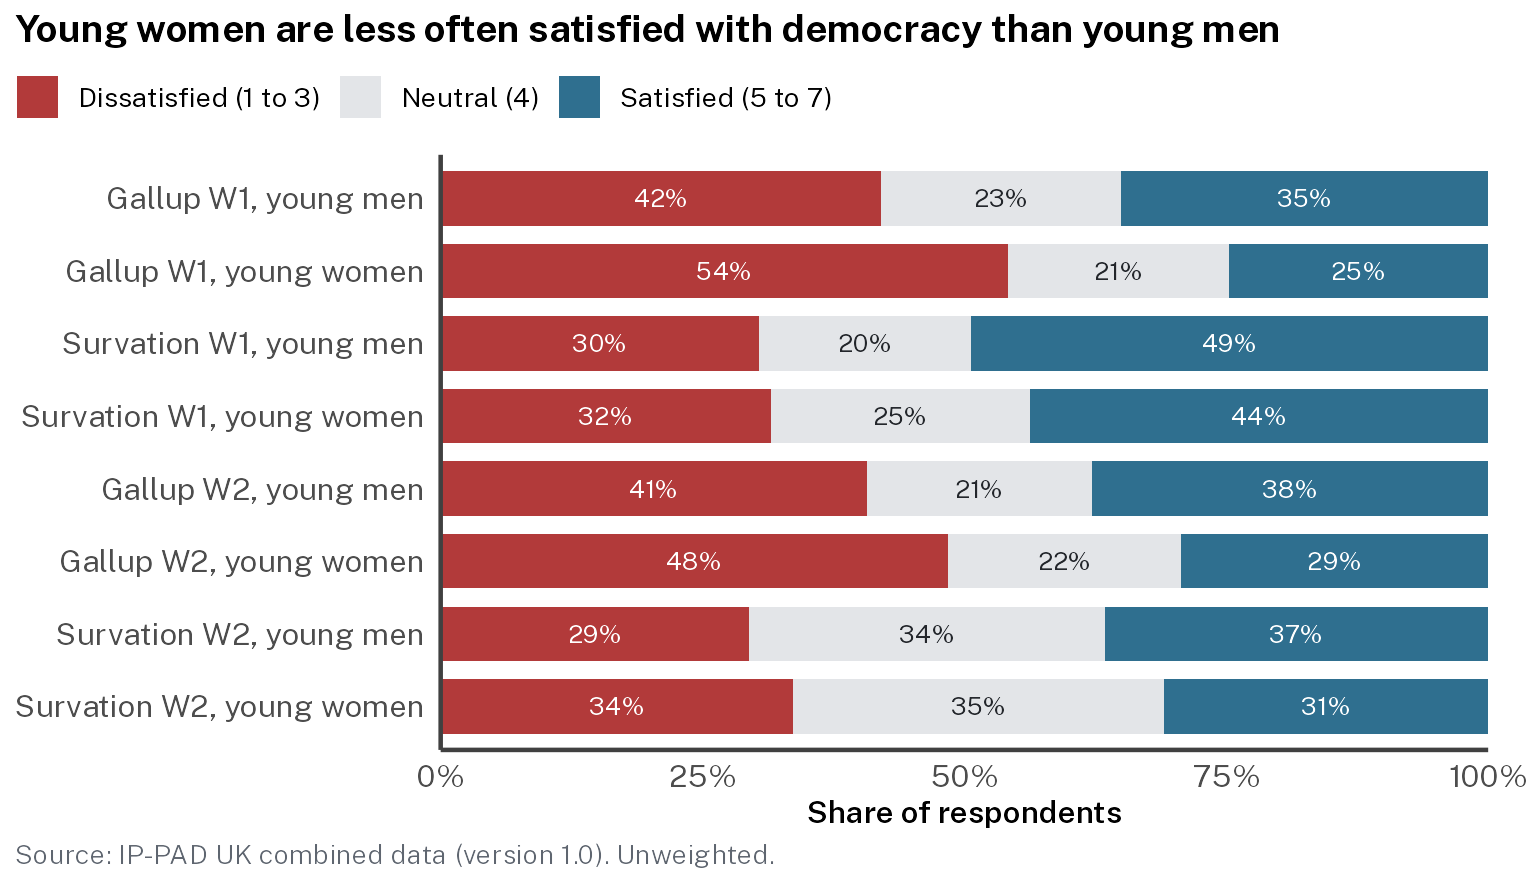 Young women are less often satisfied with democracy than young men
Dissatisfied (1 to 3) Neutral (4) Satisfied (5 to 7)
Gallup W1, young men 42% 23% 35%
Gallup W1, young women 54% 21% 25%
Survation W1, young men 30% 20% 49%
Survation W1, young women 32% 25% 44%
Gallup W2, young men 41% 21% 38%
Gallup W2, young women 48% 22% 29%
Survation W2, young men 29% 34% 37%
Survation W2, young women 34% 35% 31%
0% 25% 50% 75% 100%
Share of respondents
Source: IP-PAD UK combined data (version 1.0). Unweighted.